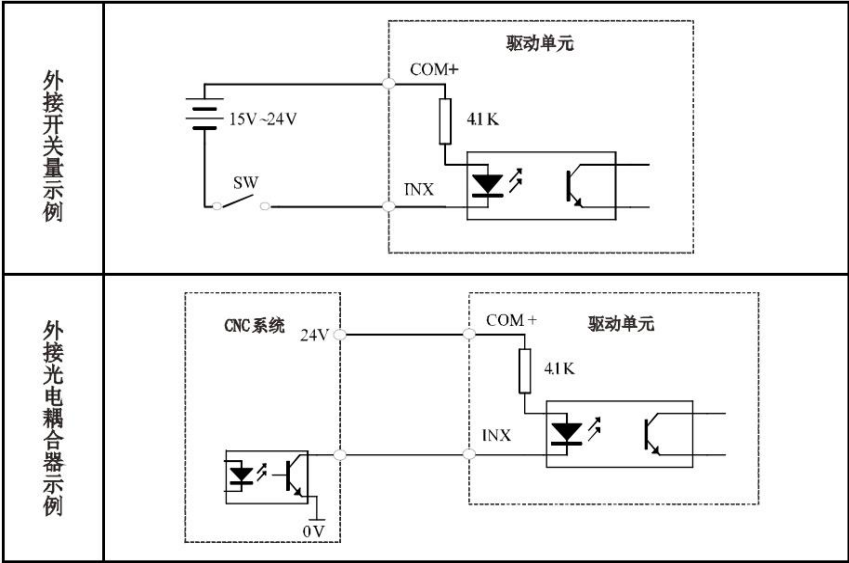 外接开关量示例
驱动单元
COM+
15V~24V
4.1K
SW
INX
外接光电耦合器示例
CNC系统
24V
COM+
驱动单元
4.1K
INX
0V